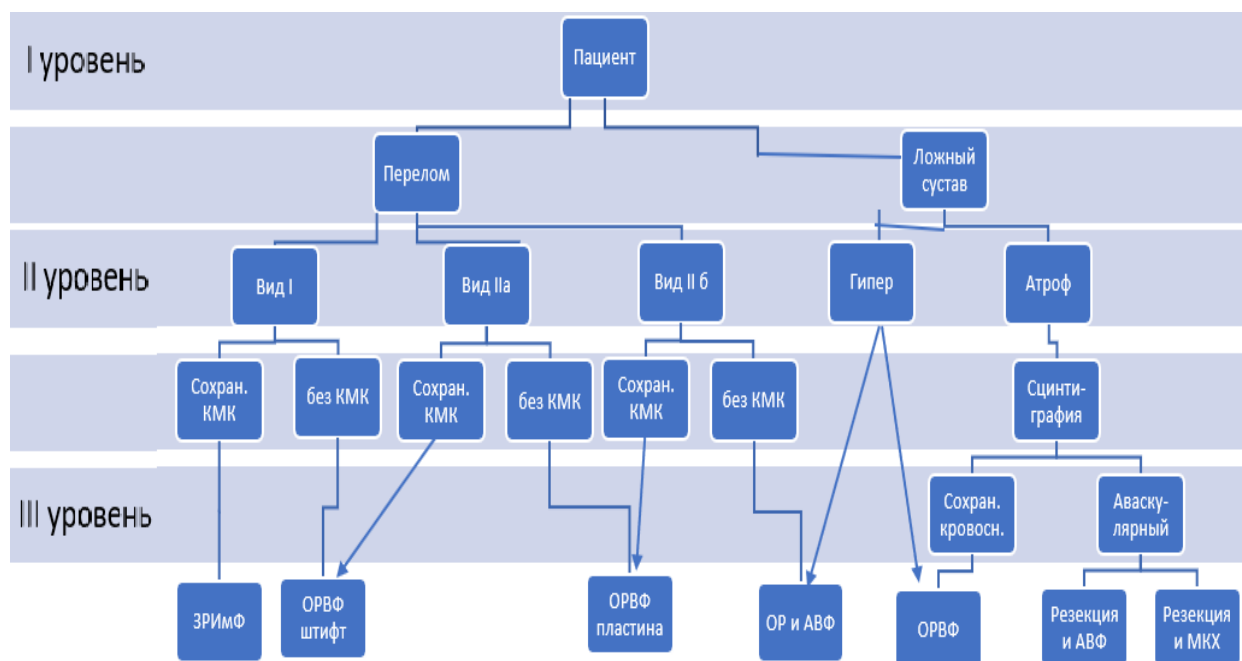 I уровень
Пациент
Перелом
Ложный
сустав
II уровень
Вид I
Вид IIа
Вид II б
Гипер
Атроф
Сохран.
КМК
без КМК
Сохран.
КМК
без КМК
Сохран.
КМК
без КМК
Сцинти-
графия
III уровень
Сохран.
кровосн.
Аваску-
лярный
ЗРИмФ
ОРВФ
штифт
ОРВФ
пластина
ОР и АВФ
ОРВФ
Резекция
и АВФ
Резекция
и МКХ